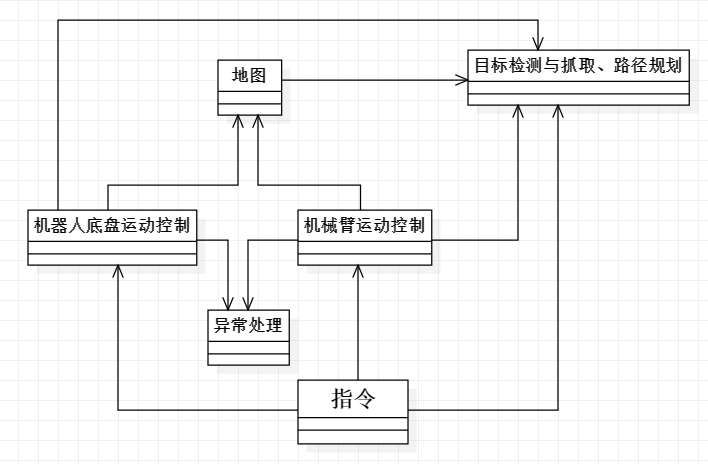 地图
目标检测与抓取、路径规划
机器人底盘运动控制
机械臂运动控制
异常处理
指令